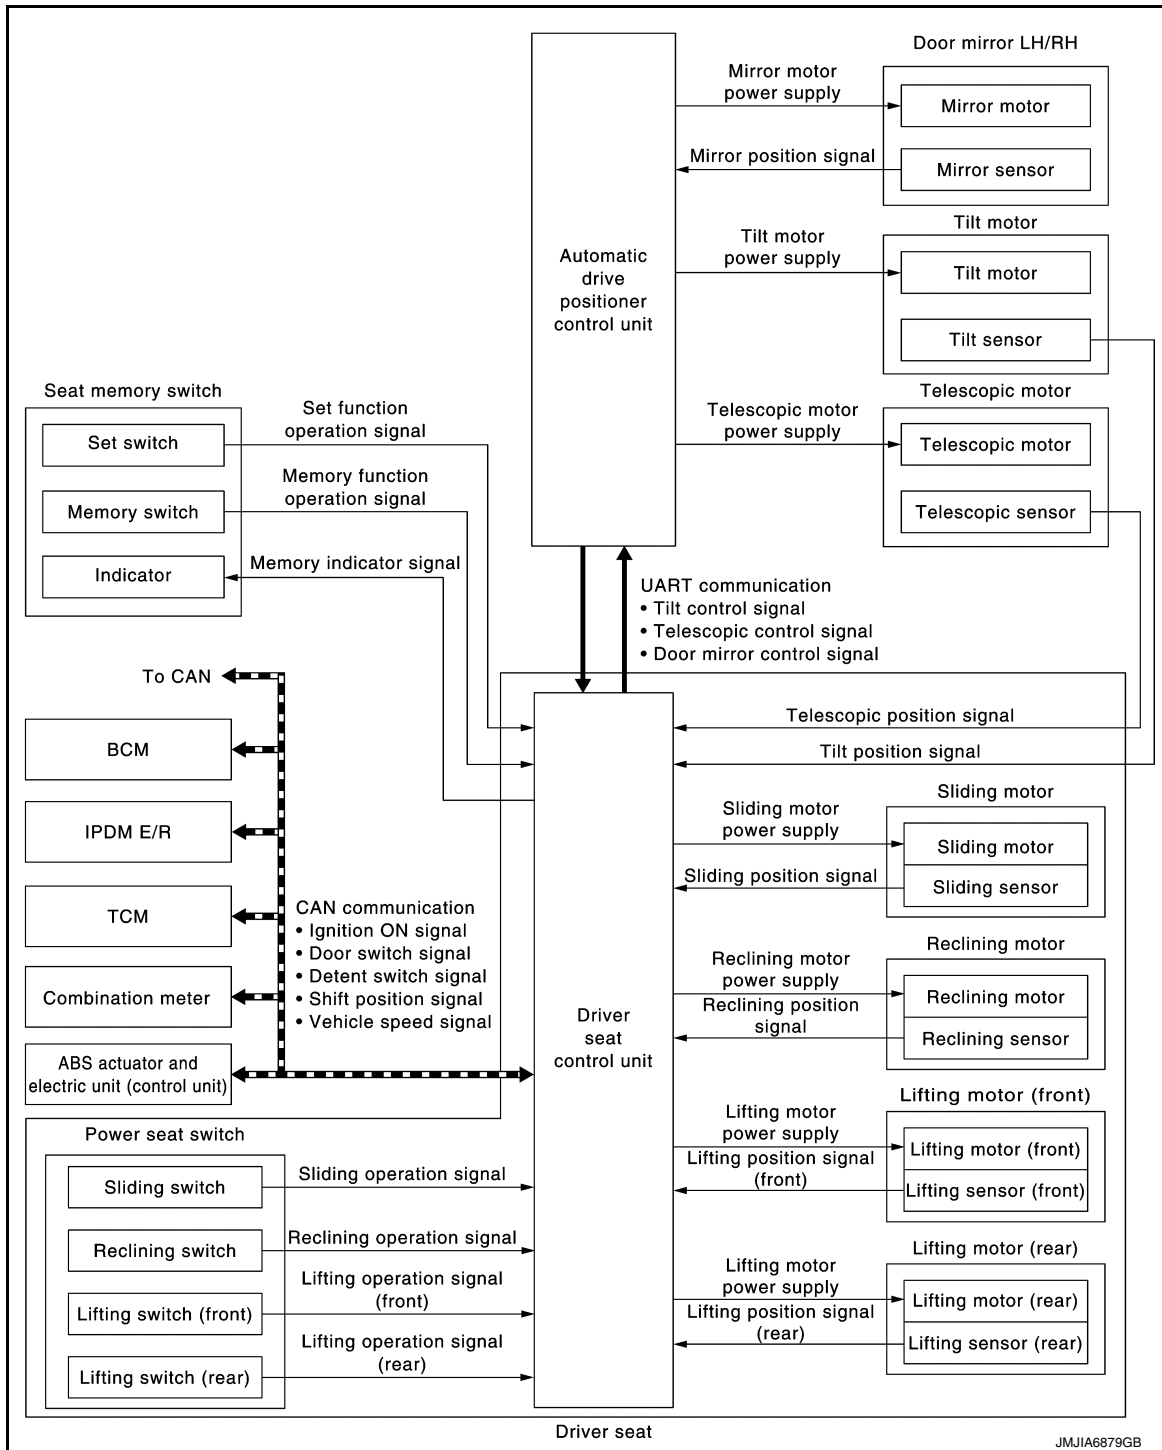 Door mirror LH/RH
Mirror motor
power supply
Mirror motor
Mirror position signal
Mirror sensor
Tilt motor
Tilt motor
power supply
Tilt motor
Automatic
drive
positioner
control unit
Tilt sensor
Telescopic motor
Telescopic motor
power supply
Telescopic motor
Telescopic sensor
Seat memory switch
Set function
operation signal
Set switch
Memory function
operation signal
Memory switch
Memory indicator signal
Indicator
UART communication
• Tilt control signal
• Telescopic control signal
• Door mirror control signal
To CAN
BCM
IPDM E/R
TCM
Combination meter
ABS actuator and
electric unit (control unit)
CAN communication
• Ignition ON signal
• Door switch signal
• Detent switch signal
• Shift position signal
• Vehicle speed signal
Telescopic position signal
Tilt position signal
Sliding motor
Sliding motor
power supply
Sliding motor
Sliding position signal
Sliding sensor
Reclining motor
Reclining motor
power supply
Reclining motor
Reclining position
signal
Reclining sensor
Driver
seat
control unit
Lifting motor (front)
Lifting motor
power supply
Lifting motor (front)
Lifting position signal
(front)
Lifting sensor (front)
Lifting motor (rear)
Lifting motor
power supply
Lifting motor (rear)
Lifting position signal
(rear)
Lifting sensor (rear)
Power seat switch
Sliding switch
Sliding operation signal
Reclining switch
Reclining operation signal
Lifting switch (front)
Lifting operation signal
(front)
Lifting switch (rear)
Lifting operation signal
(rear)
Driver seat
JMJIA6879GB